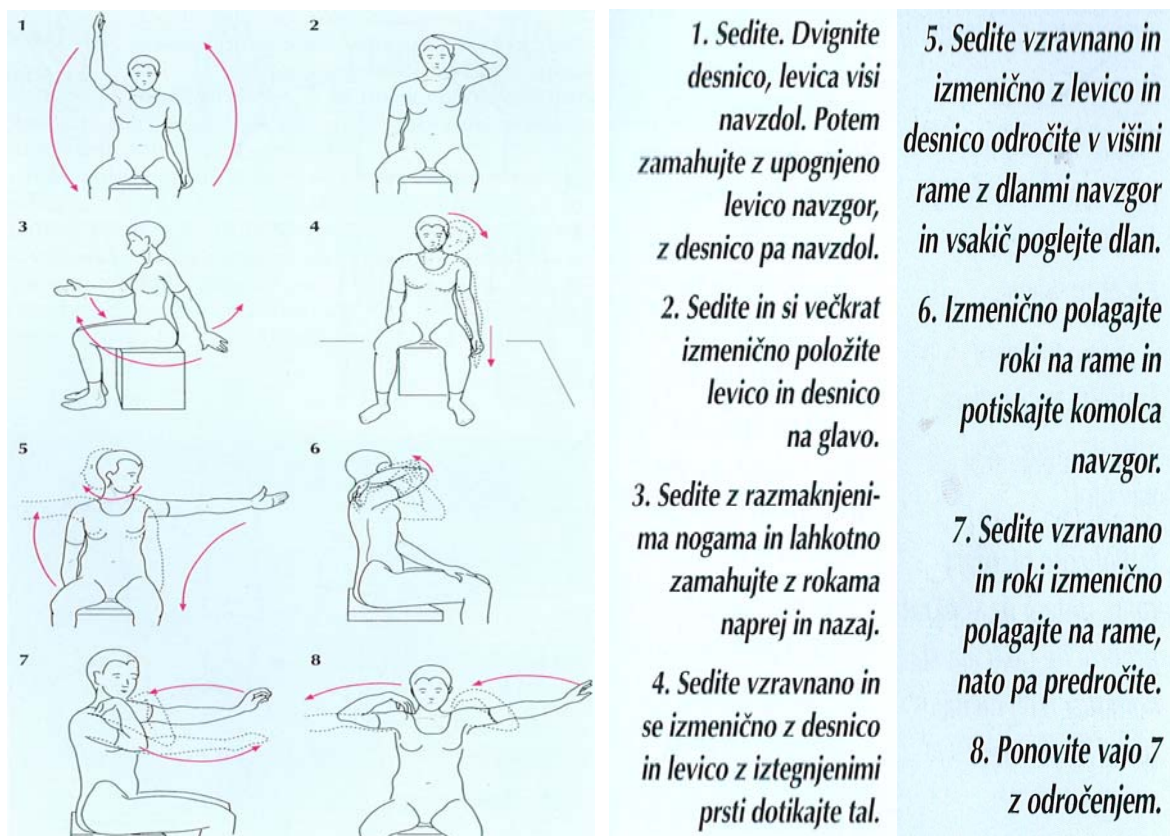 1
2
3
4
5
6
7
8
1. Sedite. Dvignite
desnico, levica visi
navzdol. Potem
zamahujte z upognjeno
levico navzgor,
z desnico pa navzdol.
2. Sedite in si večkrat
izmenično položite
levico in desnico
na glavo.
3. Sedite z razmaknjeni-
ma nogama in lahkotno
zamahujte z rokama
naprej in nazaj.
4. Sedite vzravnano in
se izmenično z desnico
in levico z iztegnjenimi
prsti dotikajte tal.
5. Sedite vzravnano in
izmenično z levico in
desnico odročite v višini
rame z dlanmi navzgor
in vsakič poglejte dlan.
6. Izmenično polagajte
roki na rame in
potiskajte komolca
navzgor.
7. Sedite vzravnano
in roki izmenično
polagajte na rame,
nato pa predročite.
8. Ponovite vajo 7
z odročenjem.